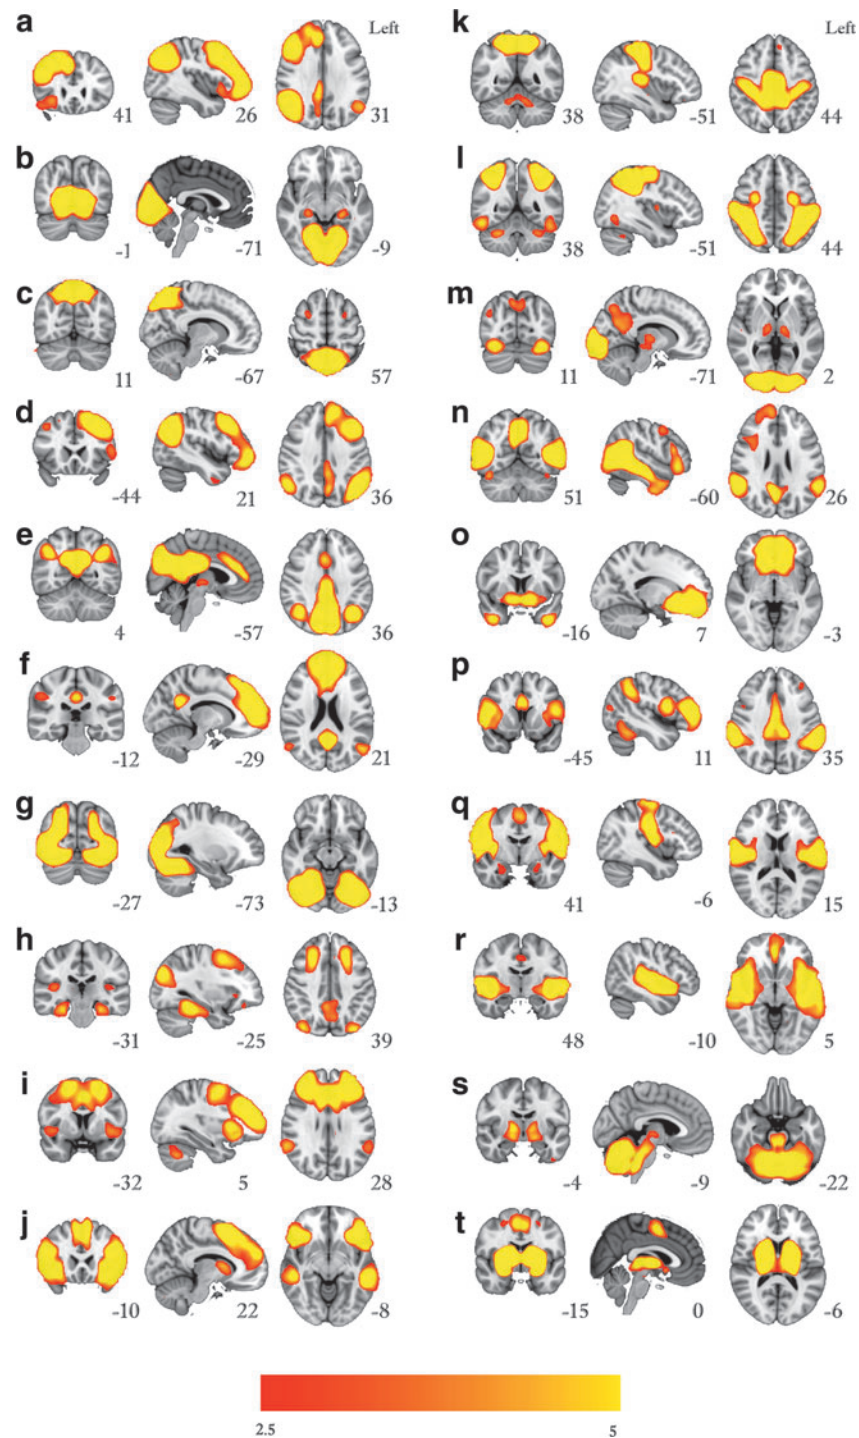 a
Left
41
26
31
b
-1
-71
-9
c
11
-67
57
d
-44
21
36
e
4
-57
36
f
-12
-29
21
g
-27
-73
-13
h
-31
-25
39
i
-32
5
28
j
-10
22
-8
k
Left
38
-51
44
l
38
-51
44
m
11
-71
2
n
51
-60
26
o
-16
7
-3
p
-45
11
35
q
41
-6
15
r
48
-10
5
s
-4
-9
-22
t
-15
0
-6
2.5
5